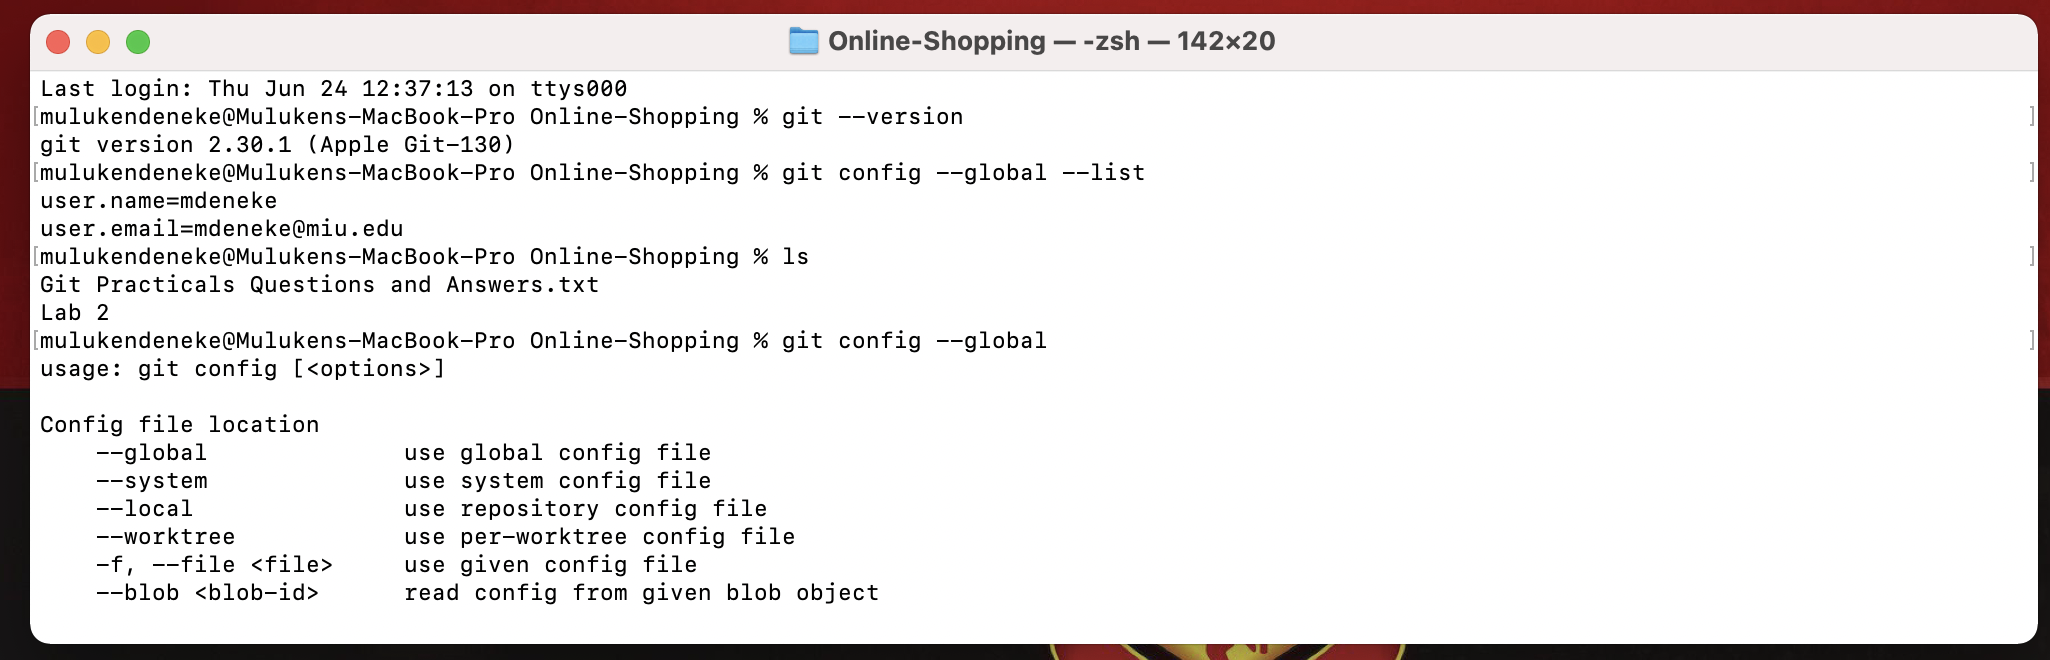 Online-Shopping — -zsh — 142×20
Last login: Thu Jun 24 12:37:13 on ttys000
[mulukendeneke@Mulukens-MacBook-Pro Online-Shopping % git --version ]
git version 2.30.1 (Apple Git-130)
[mulukendeneke@Mulukens-MacBook-Pro Online-Shopping % git config --global --list ]
user.name=mdeneke
user.email=mdeneke@miu.edu
[mulukendeneke@Mulukens-MacBook-Pro Online-Shopping % ls ]
Git Practicals Questions and Answers.txt
Lab 2
[mulukendeneke@Mulukens-MacBook-Pro Online-Shopping % git config --global ]
usage: git config [<options>]

Config file location
    --global              use global config file
    --system              use system config file
    --local               use repository config file
    --worktree            use per-worktree config file
    -f, --file <file>     use given config file
    --blob <blob-id>      read config from given blob object